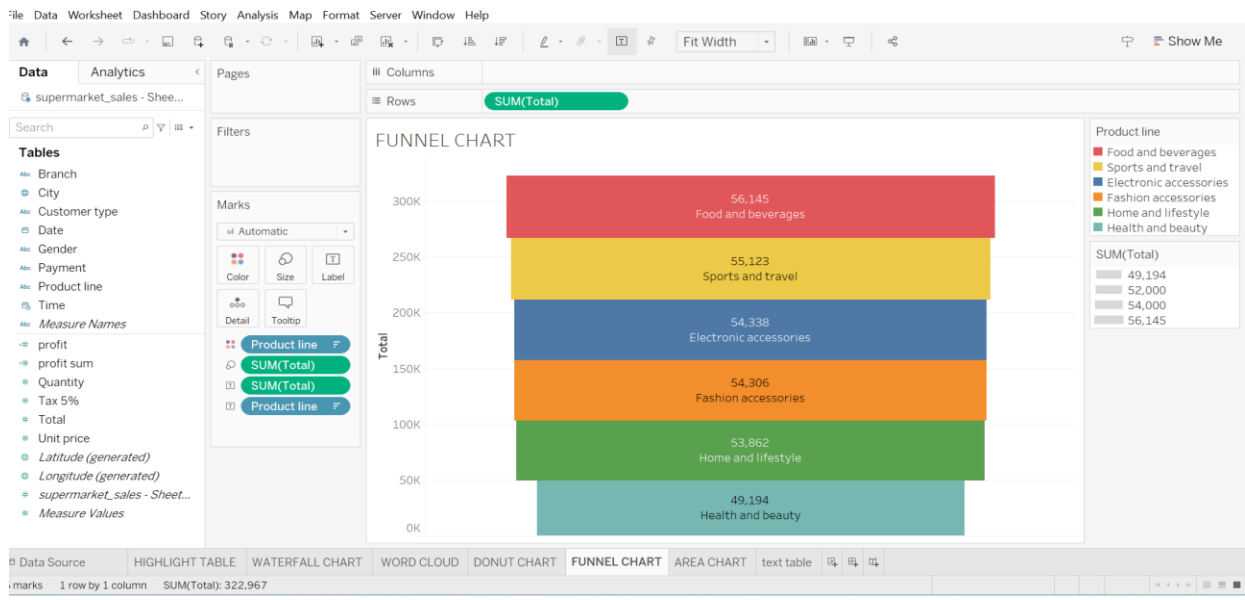 File Data Worksheet Dashboard Story Analysis Map Format Server Window Help
Fit Width
Show Me
Data Analytics
supermarket_sales - Shee...
Search
Tables
Abc Branch
City
Abc Customer type
Date
Abc Gender
Abc Payment
Abc Product line
Time
Abc Measure Names
profit
profit sum
Quantity
Tax 5%
Total
Unit price
Latitude (generated)
Longitude (generated)
supermarket_sales - Sheet...
Measure Values
Pages
Filters
Marks
Automatic
Color Size Label
Detail Tooltip
Product line
SUM(Total)
SUM(Total)
Product line
Columns
Rows SUM(Total)
FUNNEL CHART
Total
300K
250K
200K
150K
100K
50K
0K
56,145
Food and beverages
55,123
Sports and travel
54,338
Electronic accessories
54,306
Fashion accessories
53,862
Home and lifestyle
49,194
Health and beauty
Product line
Food and beverages
Sports and travel
Electronic accessories
Fashion accessories
Home and lifestyle
Health and beauty
SUM(Total)
49,194
52,000
54,000
56,145
Data Source HIGHLIGHT TABLE WATERFALL CHART WORD CLOUD DONUT CHART FUNNEL CHART AREA CHART text table
marks 1 row by 1 column SUM(Total): 322,967